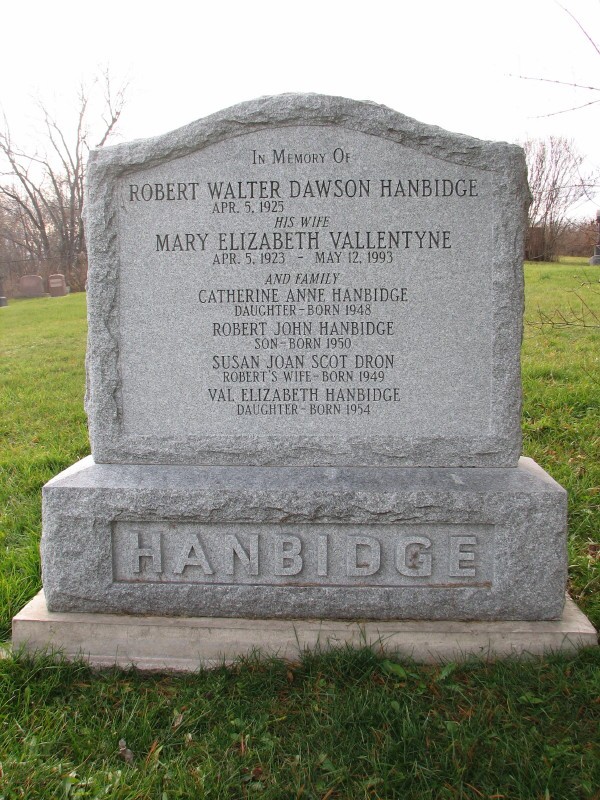 IN MEMORY OF
ROBERT WALTER DAWSON HANBIDGE
APR. 5, 1925
HIS WIFE
MARY ELIZABETH VALLENTYNE
APR. 5, 1923 - MAY 12, 1993
AND FAMILY
CATHERINE ANNE HANBIDGE
DAUGHTER-BORN 1948
ROBERT JOHN HANBIDGE
SON-BORN 1950
SUSAN JOAN SCOT DRON
ROBERT'S WIFE-BORN 1949
VAL ELIZABETH HANBIDGE
DAUGHTER-BORN 1954
HANBIDGE